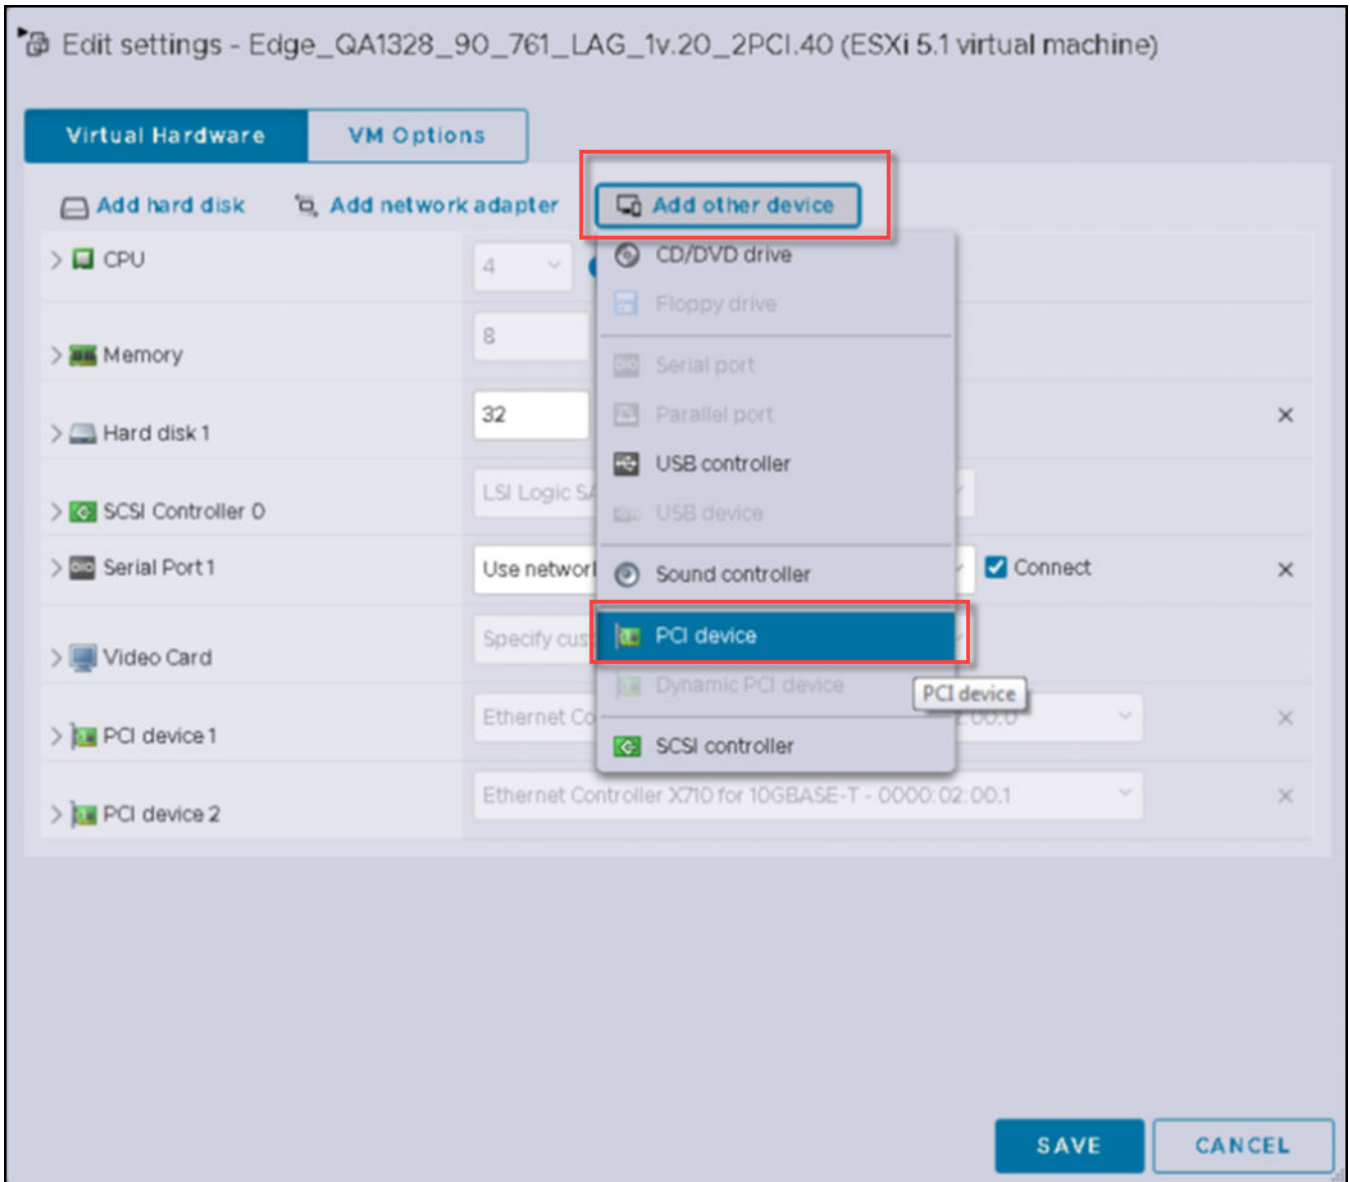 Edit settings - Edge_QA1328_90_761_LAG_1v.20_2PCI.40 (ESXi 5.1 virtual machine)
Virtual Hardware
VM Options
Add hard disk
Add network adapter
Add other device
CPU
4
CD/DVD drive
Floppy drive
Memory
8
Serial port
Parallel port
Hard disk 1
32
USB controller
SCSI Controller 0
LSI Logic SA
USB device
Serial Port 1
Use network
Sound controller
Connect
Video Card
Specify cus
PCI device
Dynamic PCI device
PCI device
PCI device 1
Ethernet Co
2:00.0
SCSI controller
PCI device 2
Ethernet Controller X710 for 10GBASE-T - 0000:02:00.1
SAVE
CANCEL